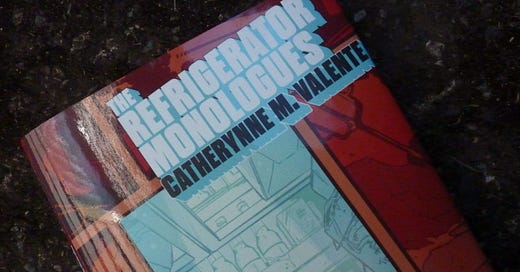 THE
REFRIGERATOR
MONOLOGUES
CATHERYNNE M. VALENTE